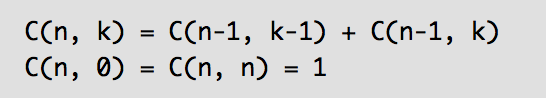 C(n, k) = C(n-1, k-1) + C(n-1, k)
C(n, 0) = C(n, n) = 1